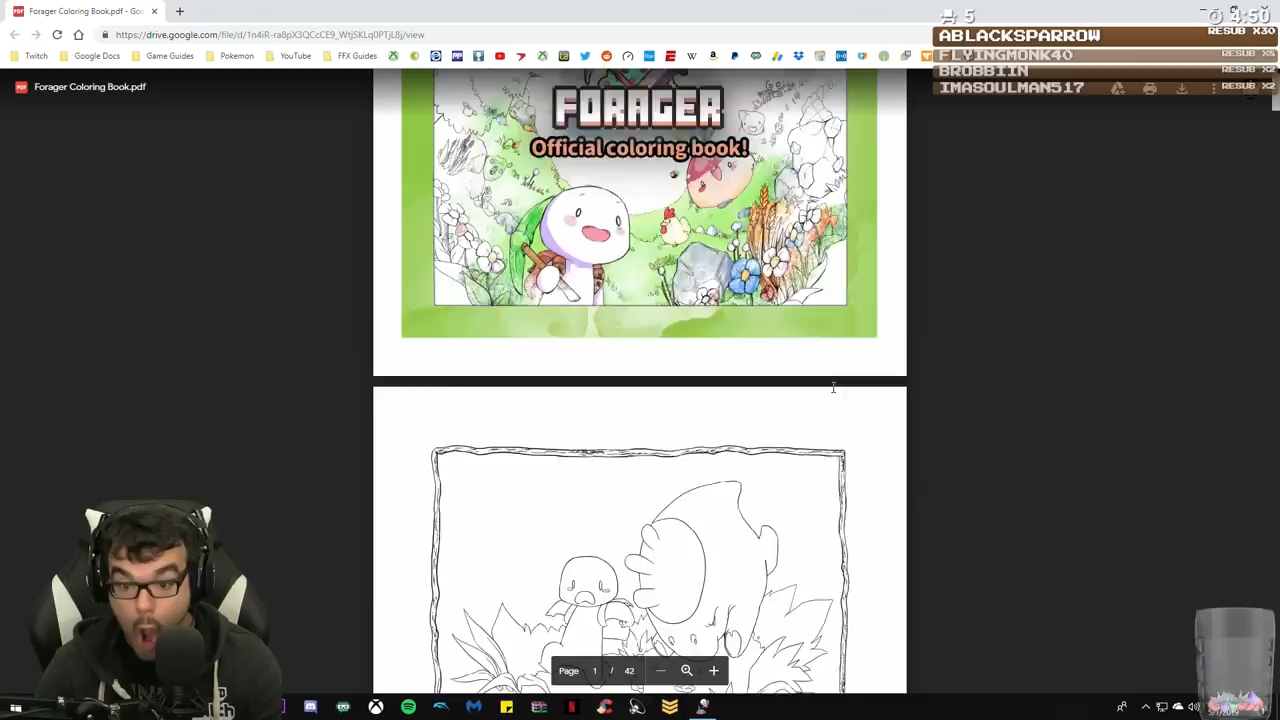 Forager Coloring Book.pdf - Goo
5
4:50
https://drive.google.com/file/d/1n4iR-ra8pX3QCcCE9_WtjSKLq0PTjL8j/view
ABLACKSPARROW RESUB X30
FLYINGMONK40 RESUB X5
BROBBIIN RESUB X2
IMASOULMAN517 RESUB X2
Twitch Google Docs Game Guides Pokemon YouTube FFX Guides
Forager Coloring Book.pdf
FORAGER
Official coloring book!
Page 1 / 42